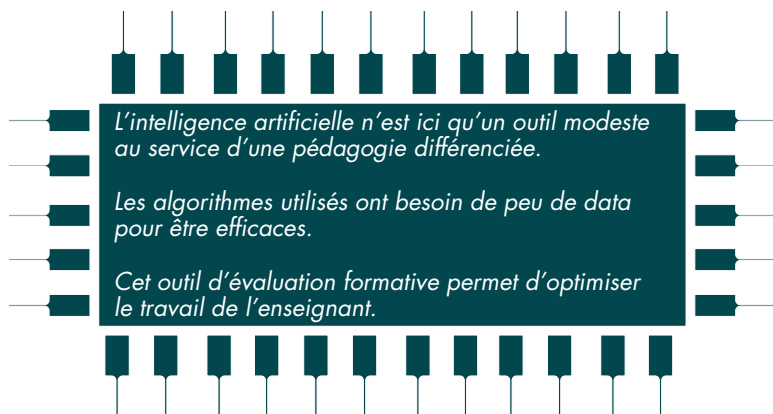 L’intelligence artificielle n’est ici qu’un outil modeste
au service d’une pédagogie différenciée.
Les algorithmes utilisés ont besoin de peu de data
pour être efficaces.
Cet outil d’évaluation formative permet d’optimiser
le travail de l’enseignant.